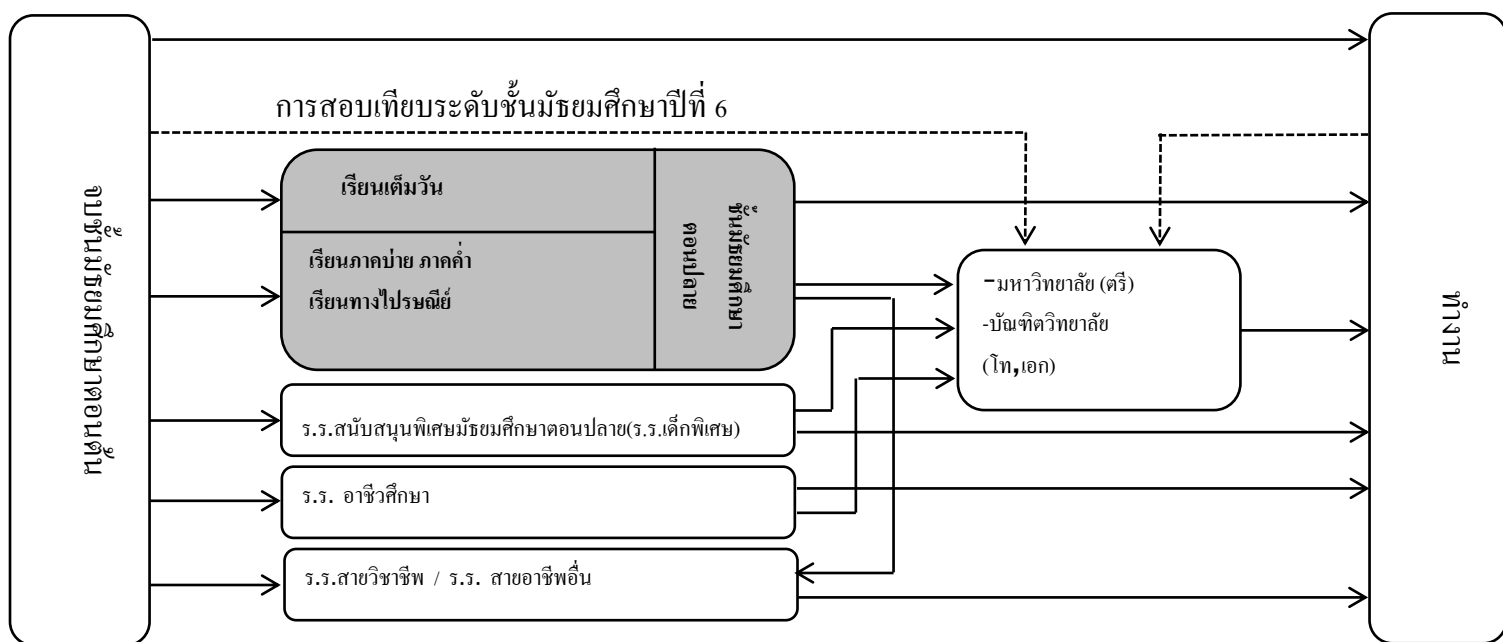 จบชั้นมัธยมศึกษาตอนต้น
การสอบเทียบระดับชั้นมัธยมศึกษาปีที่ 6
เรียนเต็มวัน
เรียนภาคบ่าย ภาคค่ำ
เรียนทางไปรษณีย์
ชั้นมัธยมศึกษา
ตอนปลาย
-มหาวิทยาลัย (ตรี)
-บัณฑิตวิทยาลัย
(โท,เอก)
ร.ร.สนับสนุนพิเศษมัธยมศึกษาตอนปลาย(ร.ร.เด็กพิเศษ)
ร.ร. อาชีวศึกษา
ร.ร.สายวิชาชีพ / ร.ร. สายอาชีพอื่น
ทำงาน